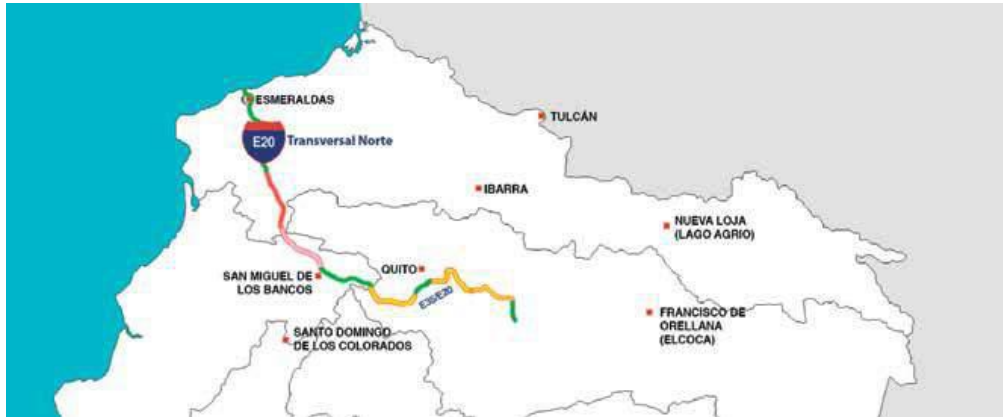 ESMERALDAS
TULCÁN
E20
Transversal Norte
IBARRA
NUEVA LOJA
(LAGO AGRIO)
SAN MIGUEL DE
LOS BANCOS
QUITO
E35/E20
FRANCISCO DE
ORELLANA
(ELCOCA)
SANTO DOMINGO
DE LOS COLORADOS